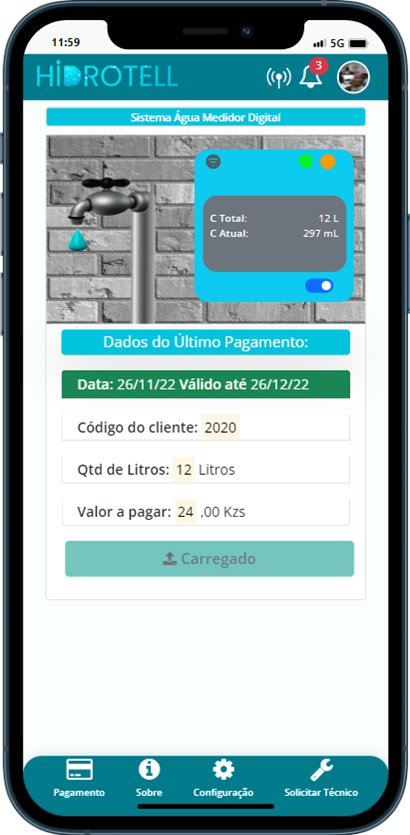 11:59
5G
HIDROTELL
3
Sistema Água Medidor Digital
C Total: 12 L
C Atual: 297 mL
Dados do Último Pagamento:
Data: 26/11/22 Válido até 26/12/22
Código do cliente: 2020
Qtd de Litros: 12 Litros
Valor a pagar: 24 ,00 Kzs
Carregado
Pagamento Sobre Configuração Solicitar Técnico